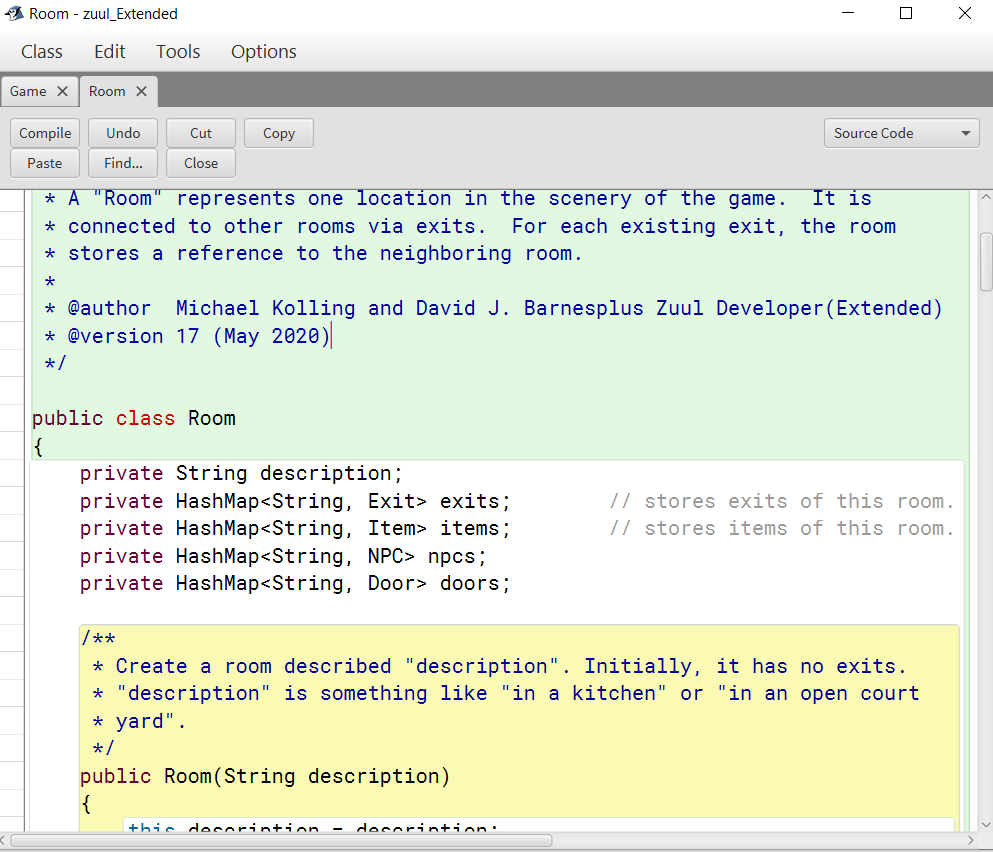 Room - zuul_Extended
Class Edit Tools Options
Game Room
Compile Undo Cut Copy Source Code
Paste Find... Close
* A "Room" represents one location in the scenery of the game.  It is
* connected to other rooms via exits.  For each existing exit, the room
* stores a reference to the neighboring room.
*
* @author  Michael Kolling and David J. Barnesplus Zuul Developer(Extended)
* @version 17 (May 2020)
*/
public class Room
{
private String description;
private HashMap<String, Exit> exits;        // stores exits of this room.
private HashMap<String, Item> items;        // stores items of this room.
private HashMap<String, NPC> npcs;
private HashMap<String, Door> doors;
/**
* Create a room described "description". Initially, it has no exits.
* "description" is something like "in a kitchen" or "in an open court
* yard".
*/
public Room(String description)
{
this description = description;